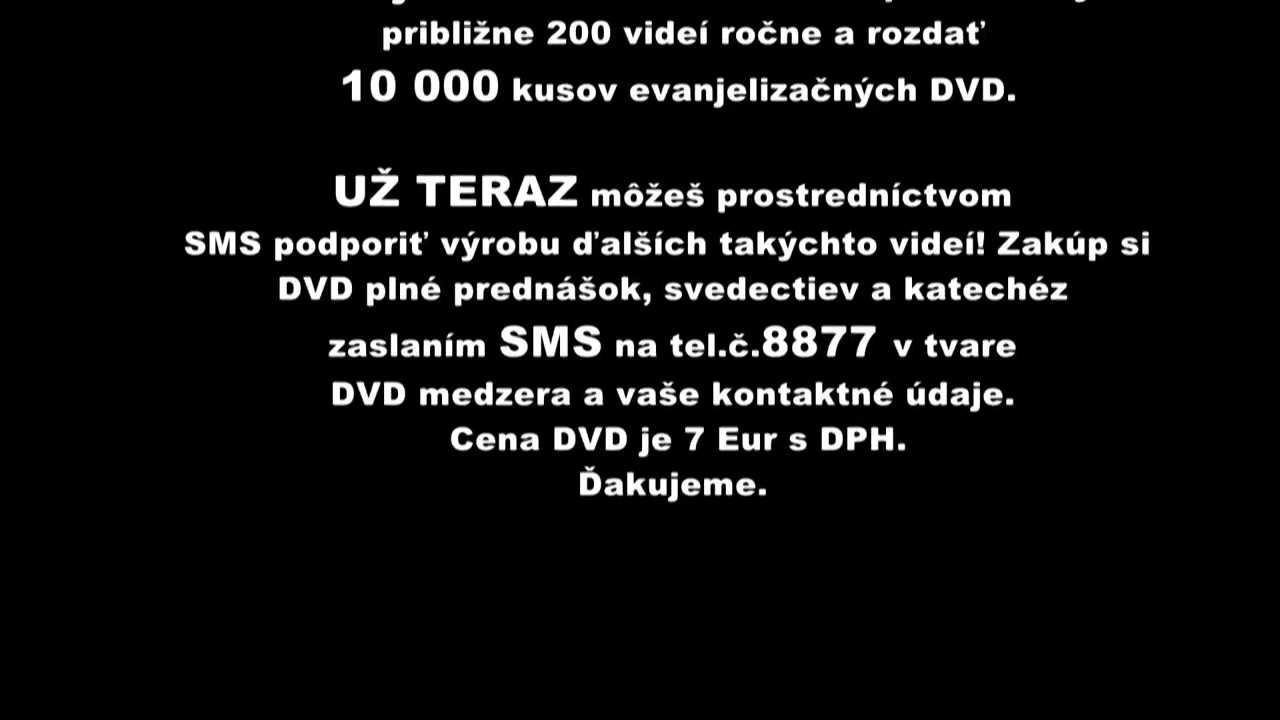 približne 200 videí ročne a rozdať
10 000 kusov evanjelizačných DVD.
UŽ TERAZ môžeš prostredníctvom
SMS podporiť výrobu ďalších takýchto videí! Zakúp si
DVD plné prednášok, svedectiev a katechéz
zaslaním SMS na tel.č.8877 v tvare
DVD medzera a vaše kontaktné údaje.
Cena DVD je 7 Eur s DPH.
Ďakujeme.